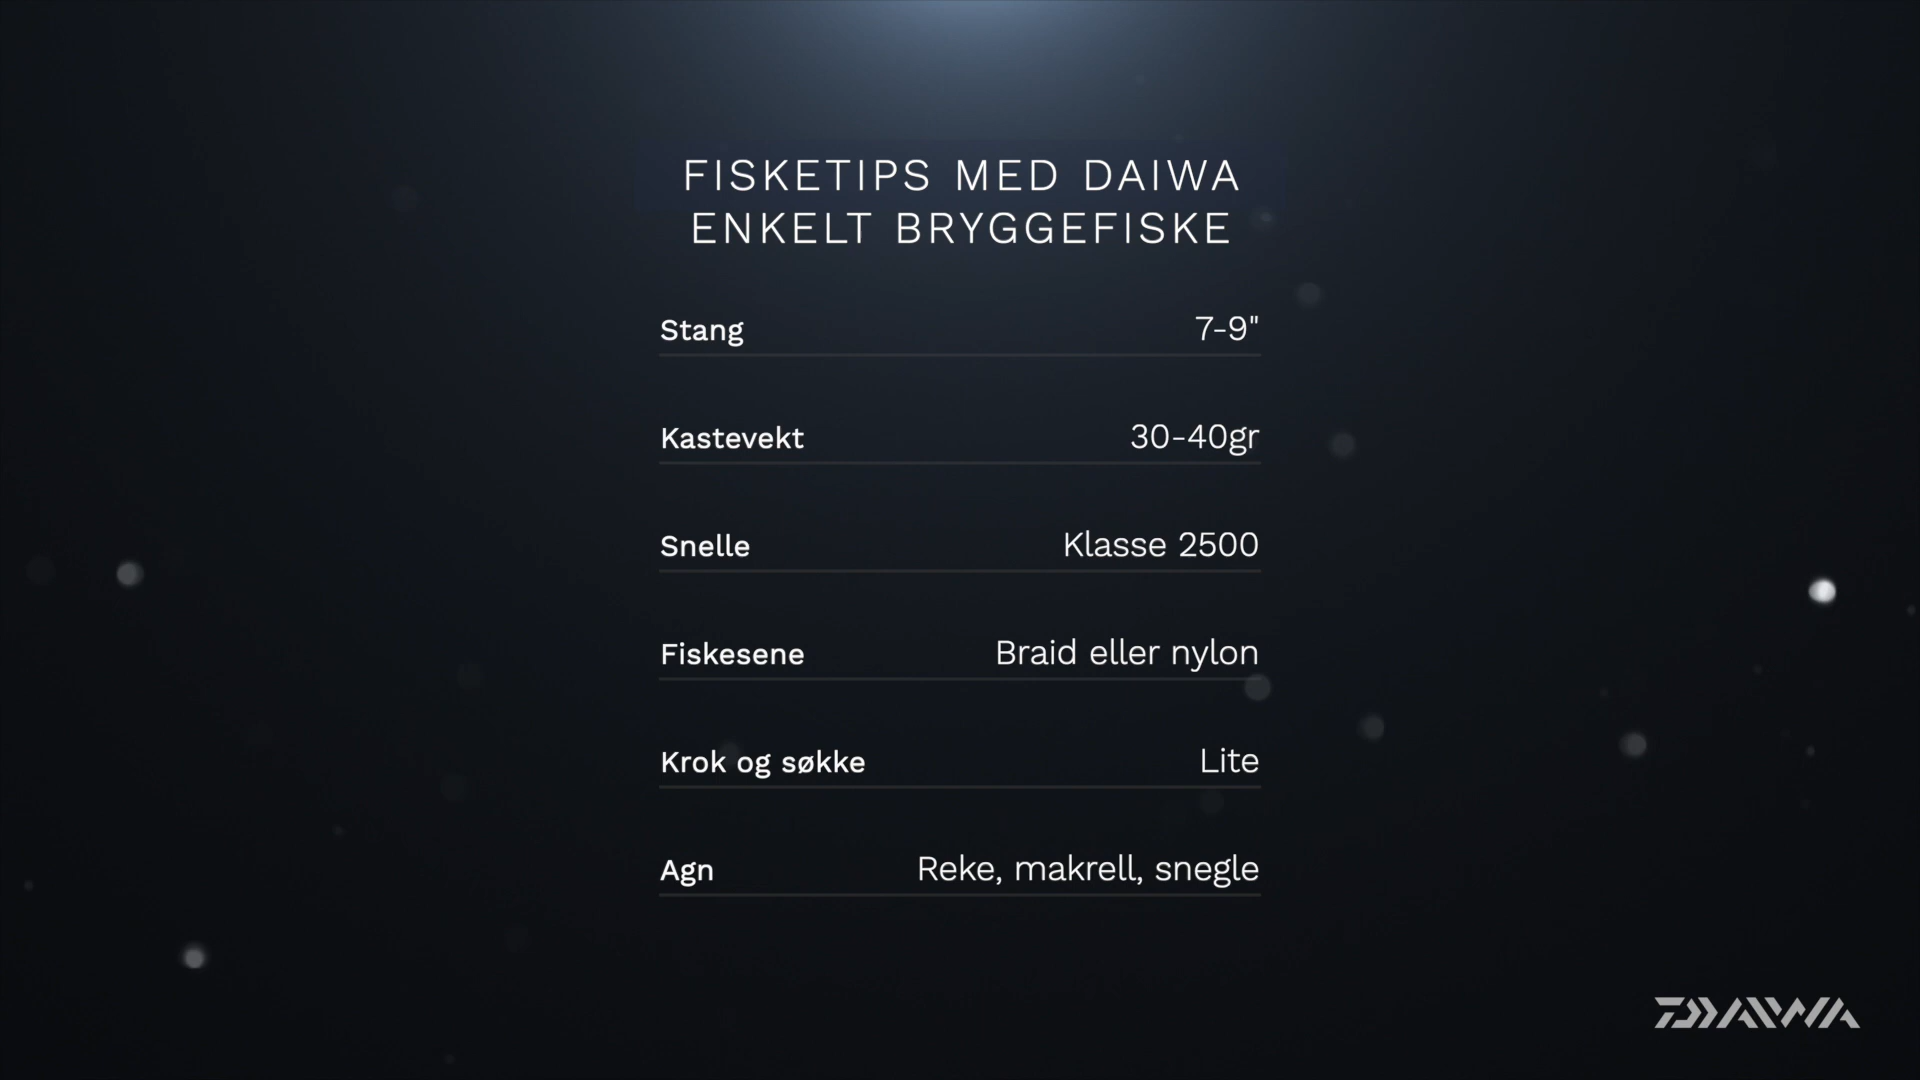 FISKETIPS MED DAIWA
ENKELT BRYGGEFISKE
Stang 7-9"
Kastevekt 30-40gr
Snelle Klasse 2500
Fiskesene Braid eller nylon
Krok og søkke Lite
Agn Reke, makrell, snegle
DAIWA